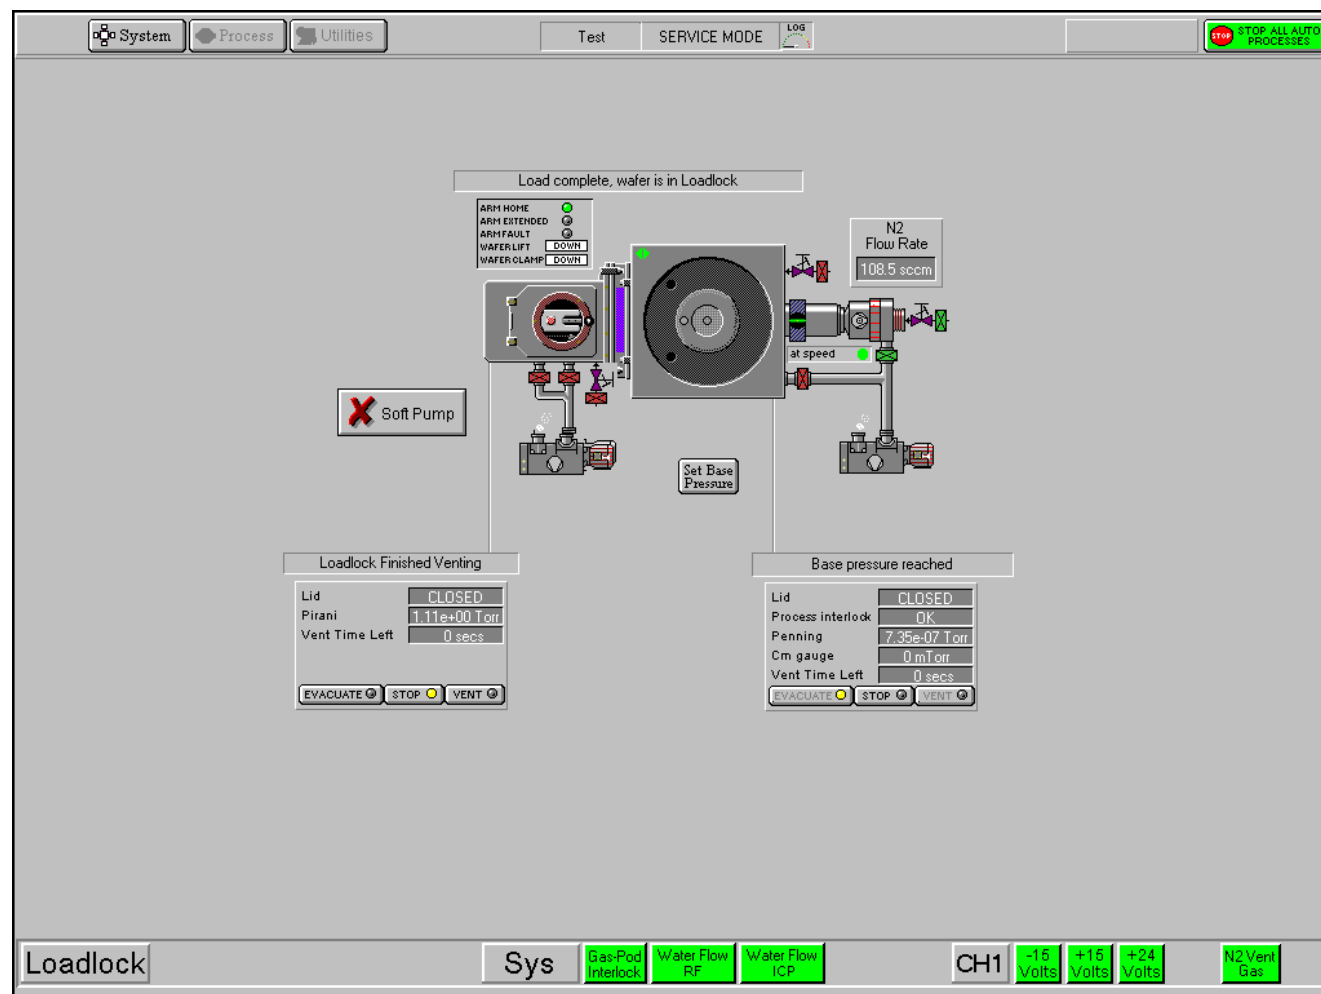 System
Process
Utilities
Test
SERVICE MODE
LOG
STOP
STOP ALL AUTO
PROCESSES
Load complete, wafer is in Loadlock
ARM HOME
ARM EXTENDED
ARM FAULT
WAFER LIFT DOWN
WAFER CLAMP DOWN
N2
Flow Rate
108.5 sccm
at speed
Soft Pump
Set Base
Pressure
Loadlock Finished Venting
Lid CLOSED
Pirani 1.11e+00 Torr
Vent Time Left 0 secs
EVACUATE STOP VENT
Base pressure reached
Lid CLOSED
Process interlock OK
Penning 7.35e-07 Torr
Cm gauge 0 mTorr
Vent Time Left 0 secs
EVACUATE STOP VENT
Loadlock
Sys
Gas-Pod
Interlock
Water Flow
RF
Water Flow
ICP
CH1
-15
Volts
+15
Volts
+24
Volts
N2 Vent
Gas